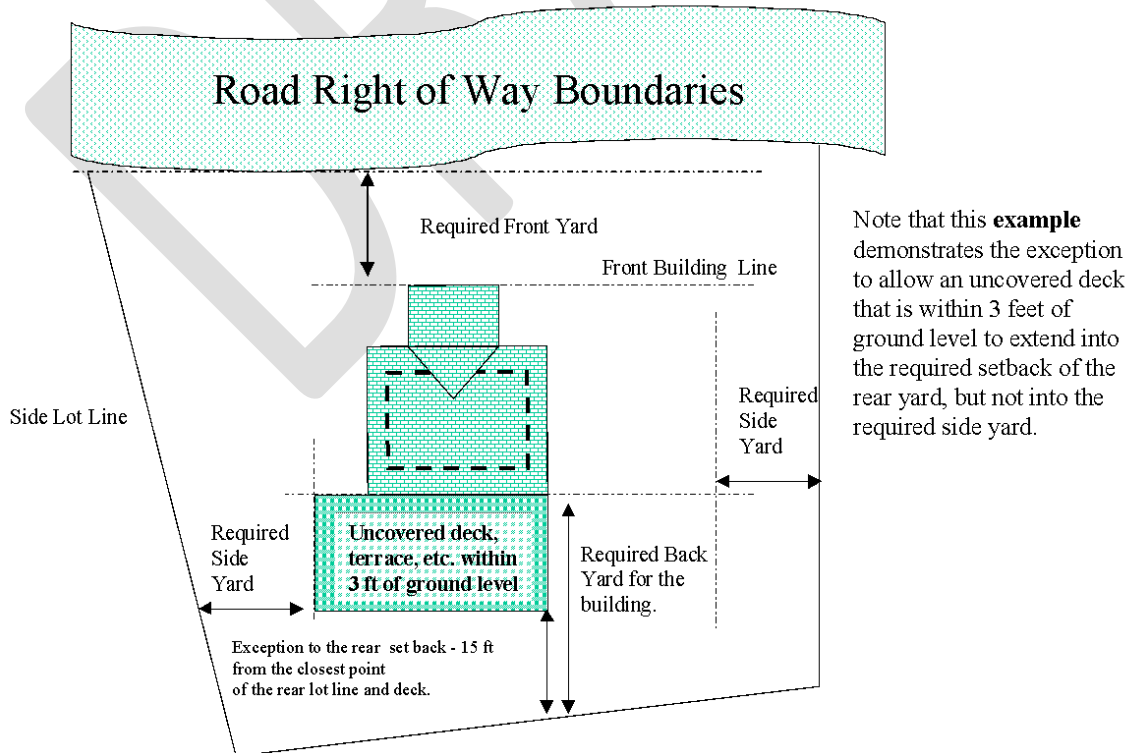 Road Right of Way Boundaries
Required Front Yard
Front Building Line
Note that this example
demonstrates the exception
to allow an uncovered deck
that is within 3 feet of
ground level to extend into
the required setback of the
rear yard, but not into the
required side yard.
Side Lot Line
Required
Side
Yard
Required
Side
Yard
Uncovered deck,
terrace, etc. within
3 ft of ground level
Required Back
Yard for the
building.
Exception to the rear set back - 15 ft
from the closest point
of the rear lot line and deck.